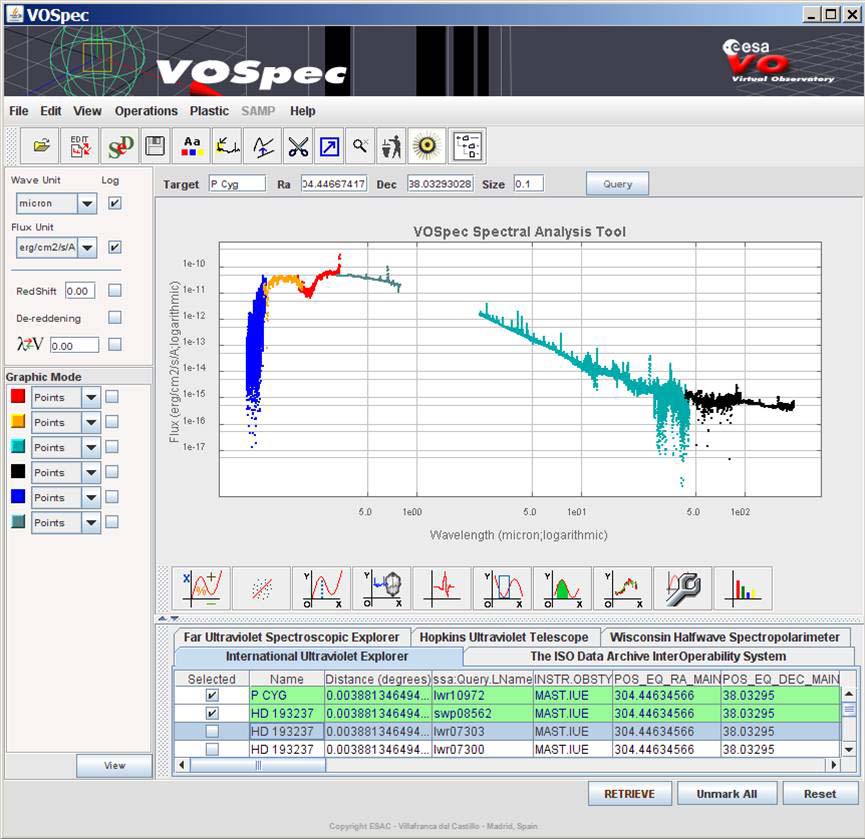 VOSpec
VOSpec
esa
VO
Virtual Observatory
File Edit View Operations Plastic SAMP Help
EDIT SED Aa
Wave Unit Log
Target P Cyg Ra 04.44667417 Dec 38.03293028 Size 0.1 Query
micron
Flux Unit
erg/cm2/s/A
RedShift 0.00
De-reddening
0.00
Graphic Mode
Points
Points
Points
Points
Points
Points
View
VOSpec Spectral Analysis Tool
Flux (erg/cm2/s/A;logarithmic)
1e-10
1e-11
1e-12
1e-13
1e-14
1e-15
1e-16
1e-17
5.0 1e00 5.0 1e01 5.0 1e02
Wavelength (micron;logarithmic)
Far Ultraviolet Spectroscopic Explorer Hopkins Ultraviolet Telescope Wisconsin Halfwave Spectropolarimeter
International Ultraviolet Explorer The ISO Data Archive InterOperability System
Selected Name Distance (degrees) ssa:Query.LName INSTR.OBSTY POS_EQ_RA_MAIN POS_EQ_DEC_MAIN
P CYG 0.003881346494... lwr10972 MAST.IUE 304.44634566 38.03295
HD 193237 0.003881346494... swp08562 MAST.IUE 304.44634566 38.03295
HD 193237 0.003881346494... lwr07303 MAST.IUE 304.44634566 38.03295
HD 193237 0.003881346494... lwr07300 MAST.IUE 304.44634566 38.03295
RETRIEVE Unmark All Reset
Copyright ESAC - Villafranca del Castillo - Madrid, Spain